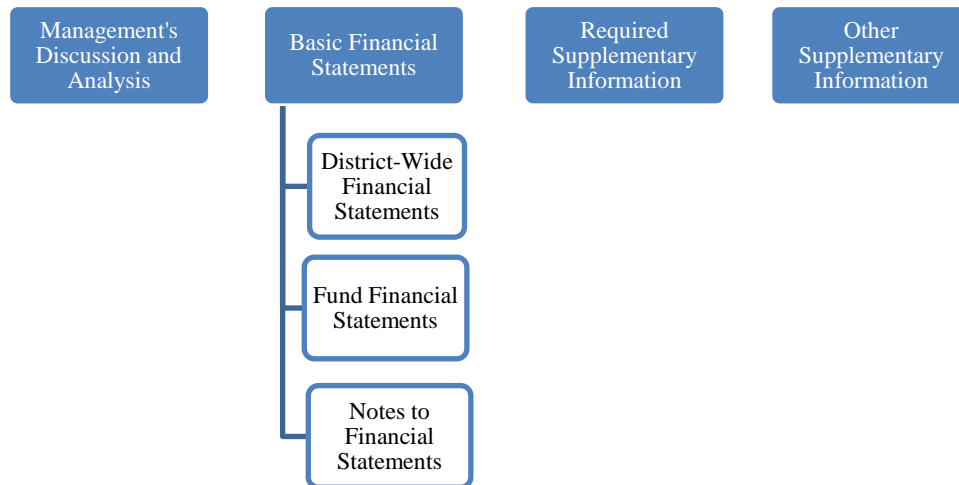 Management's
Discussion and
Analysis
Basic Financial
Statements
Required
Supplementary
Information
Other
Supplementary
Information
District-Wide
Financial
Statements
Fund Financial
Statements
Notes to
Financial
Statements